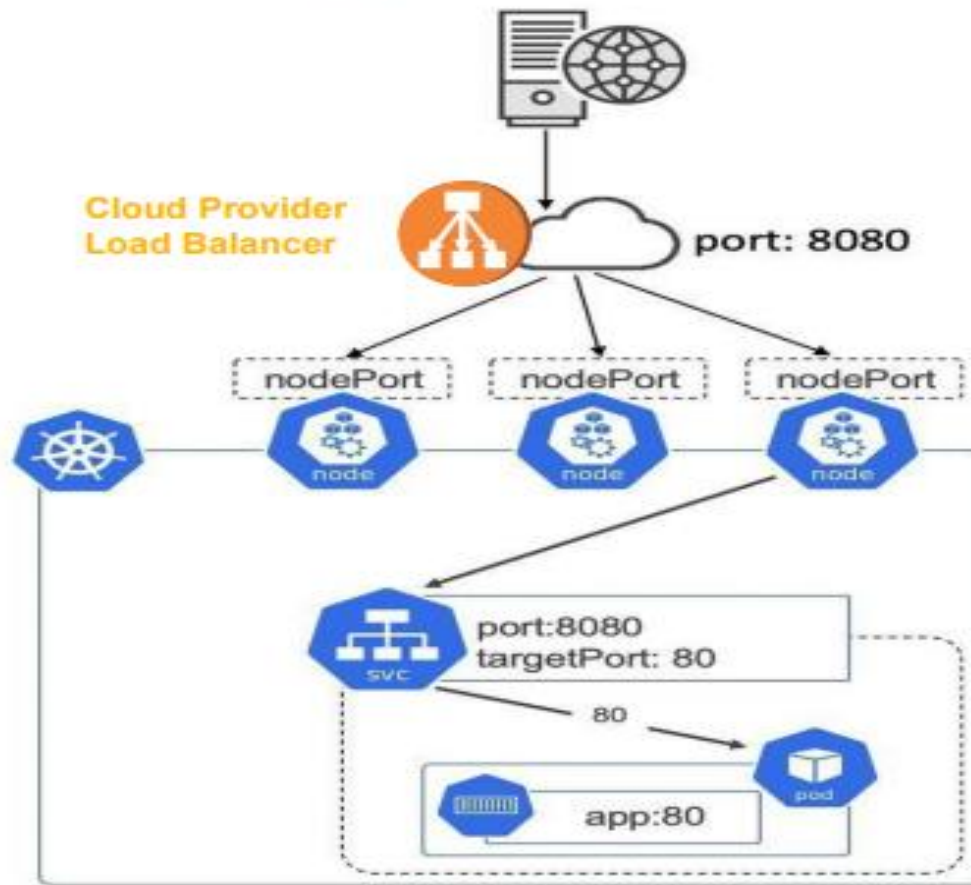 Cloud Provider
Load Balancer
port: 8080
nodePort
nodePort
nodePort
node
node
node
port:8080
targetPort: 80
svc
80
pod
app:80